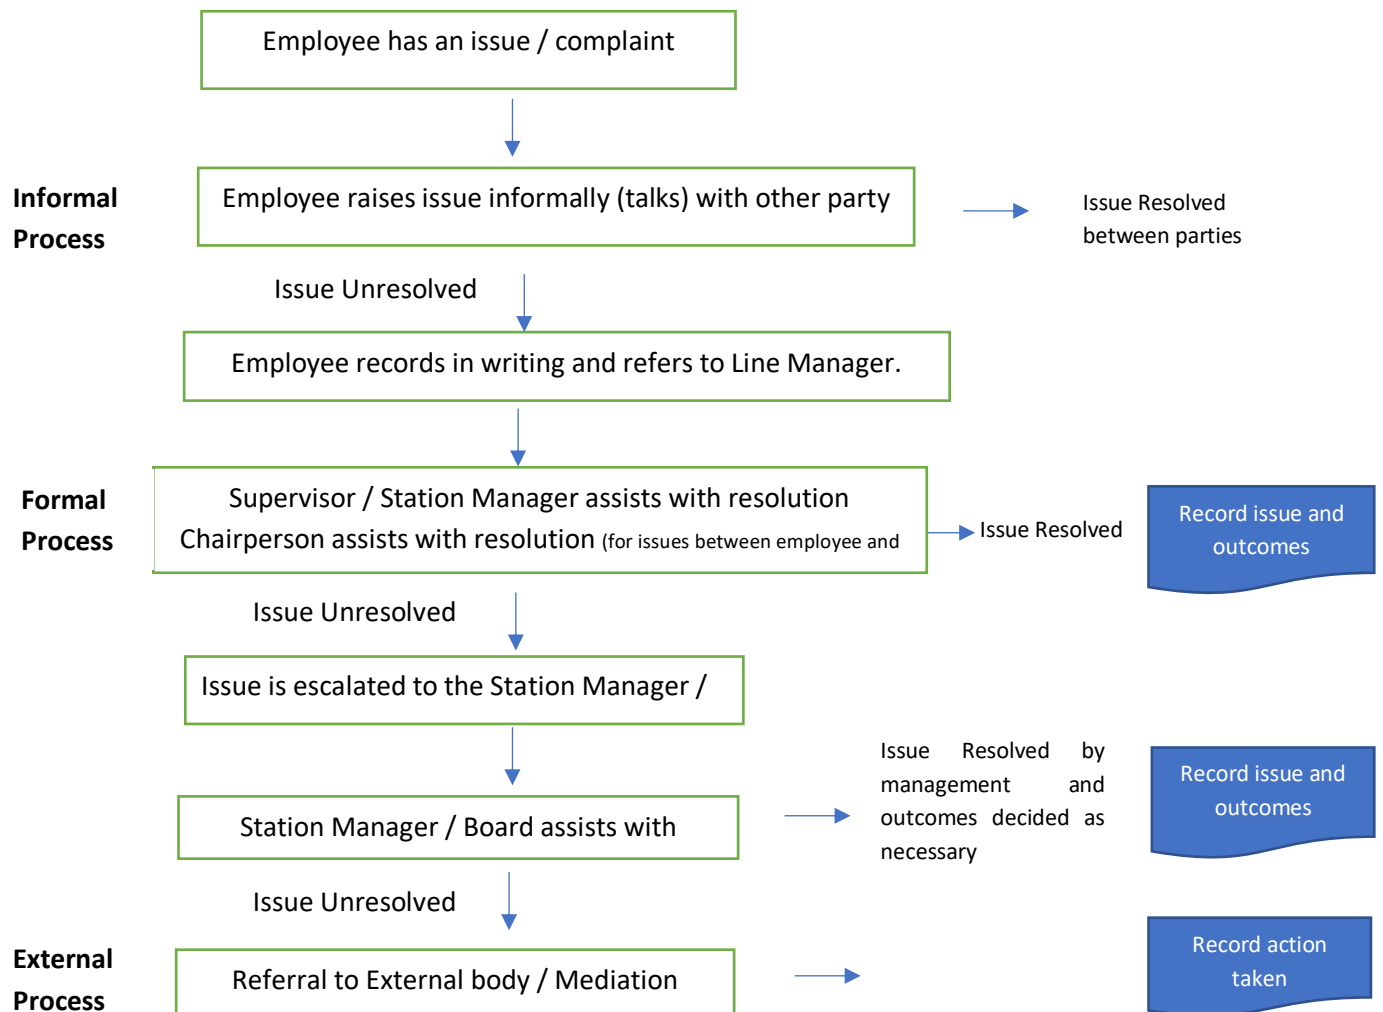 Employee has an issue / complaint
Informal
Process
Employee raises issue informally (talks) with other party
Issue Resolved
between parties
Issue Unresolved
Employee records in writing and refers to Line Manager.
Formal
Process
Supervisor / Station Manager assists with resolution
Chairperson assists with resolution (for issues between employee and
Issue Resolved
Record issue and
outcomes
Issue Unresolved
Issue is escalated to the Station Manager /
Station Manager / Board assists with
Issue Resolved by
management and
outcomes decided as
necessary
Record issue and
outcomes
Issue Unresolved
External
Process
Referral to External body / Mediation
Record action
taken